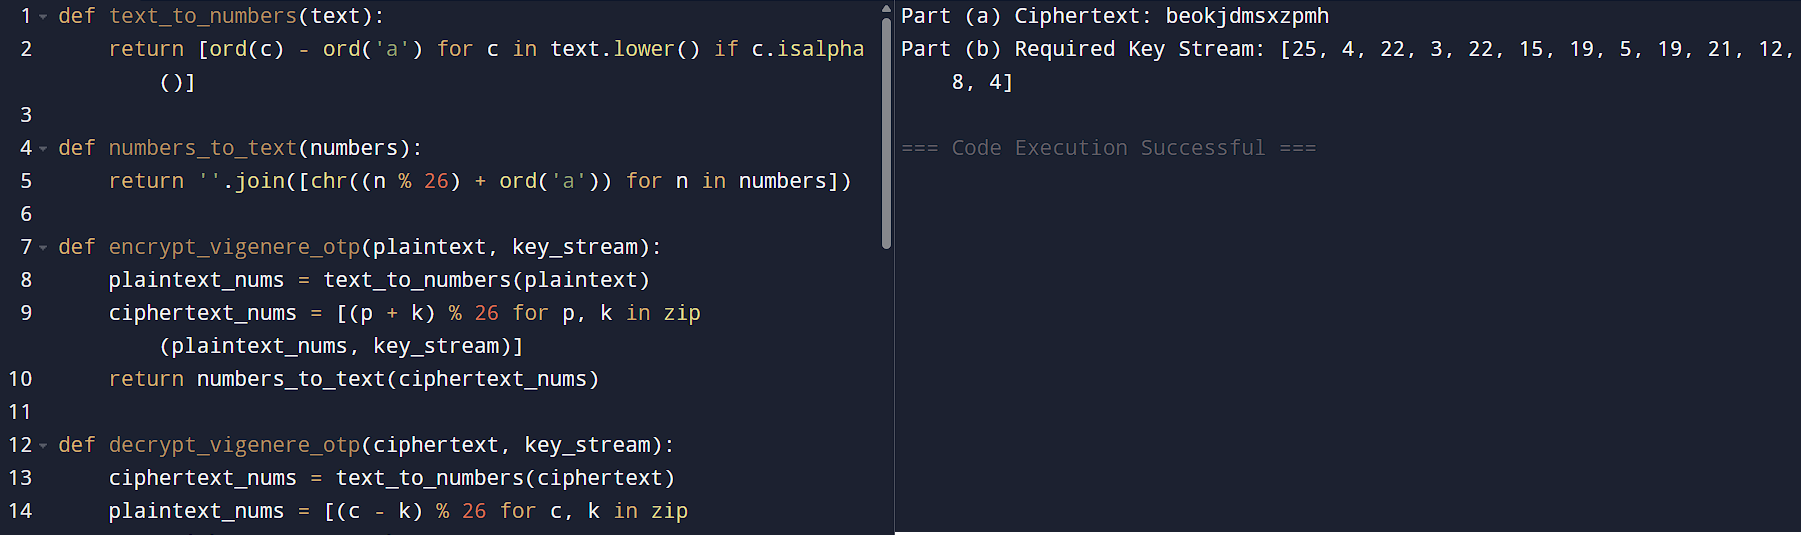 1 def text_to_numbers(text):
2 return [ord(c) - ord('a') for c in text.lower() if c.isalpha
()]
3
4 def numbers_to_text(numbers):
5 return ''.join([chr((n % 26) + ord('a')) for n in numbers])
6
7 def encrypt_vigenere_otp(plaintext, key_stream):
8 plaintext_nums = text_to_numbers(plaintext)
9 ciphertext_nums = [(p + k) % 26 for p, k in zip
(plaintext_nums, key_stream)]
10 return numbers_to_text(ciphertext_nums)
11
12 def decrypt_vigenere_otp(ciphertext, key_stream):
13 ciphertext_nums = text_to_numbers(ciphertext)
14 plaintext_nums = [(c - k) % 26 for c, k in zip
Part (a) Ciphertext: beokjdmsxzpmh
Part (b) Required Key Stream: [25, 4, 22, 3, 22, 15, 19, 5, 19, 21, 12,
8, 4]
=== Code Execution Successful ===